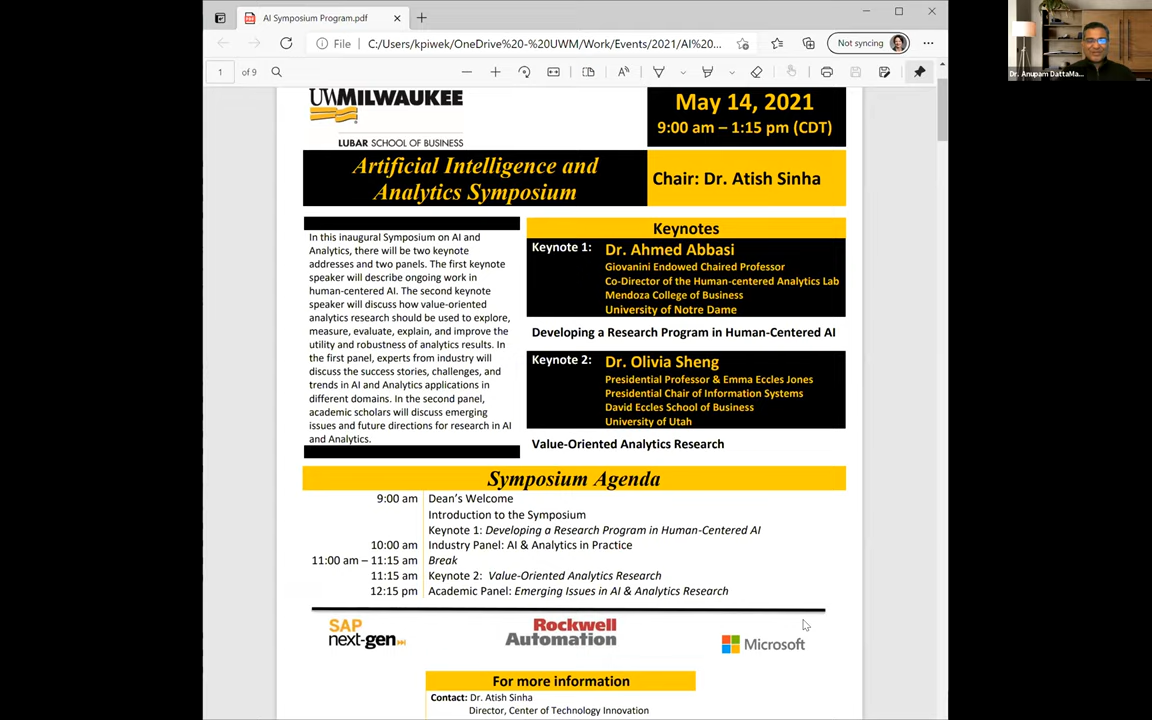 AI Symposium Program.pdf
File
C:/Users/kpiwek/OneDrive%20-%20UWM/Work/Events/2021/AI%20...
Not syncing
1 of 9
Dr. Anupam DattaMa...
UWMILWAUKEE
LUBAR SCHOOL OF BUSINESS
May 14, 2021
9:00 am – 1:15 pm (CDT)
Artificial Intelligence and
Analytics Symposium
Chair: Dr. Atish Sinha
In this inaugural Symposium on AI and
Analytics, there will be two keynote
addresses and two panels. The first keynote
speaker will describe ongoing work in
human-centered AI. The second keynote
speaker will discuss how value-oriented
analytics research should be used to explore,
measure, evaluate, explain, and improve the
utility and robustness of analytics results. In
the first panel, experts from industry will
discuss the success stories, challenges, and
trends in AI and Analytics applications in
different domains. In the second panel,
academic scholars will discuss emerging
issues and future directions for research in AI
and Analytics.
Keynotes
Keynote 1: Dr. Ahmed Abbasi
Giovanini Endowed Chaired Professor
Co-Director of the Human-centered Analytics Lab
Mendoza College of Business
University of Notre Dame
Developing a Research Program in Human-Centered AI
Keynote 2: Dr. Olivia Sheng
Presidential Professor & Emma Eccles Jones
Presidential Chair of Information Systems
David Eccles School of Business
University of Utah
Value-Oriented Analytics Research
Symposium Agenda
9:00 am Dean's Welcome
Introduction to the Symposium
Keynote 1: Developing a Research Program in Human-Centered AI
10:00 am Industry Panel: AI & Analytics in Practice
11:00 am – 11:15 am Break
11:15 am Keynote 2: Value-Oriented Analytics Research
12:15 pm Academic Panel: Emerging Issues in AI & Analytics Research
SAP
next-gen
Rockwell
Automation
Microsoft
For more information
Contact: Dr. Atish Sinha
Director, Center of Technology Innovation